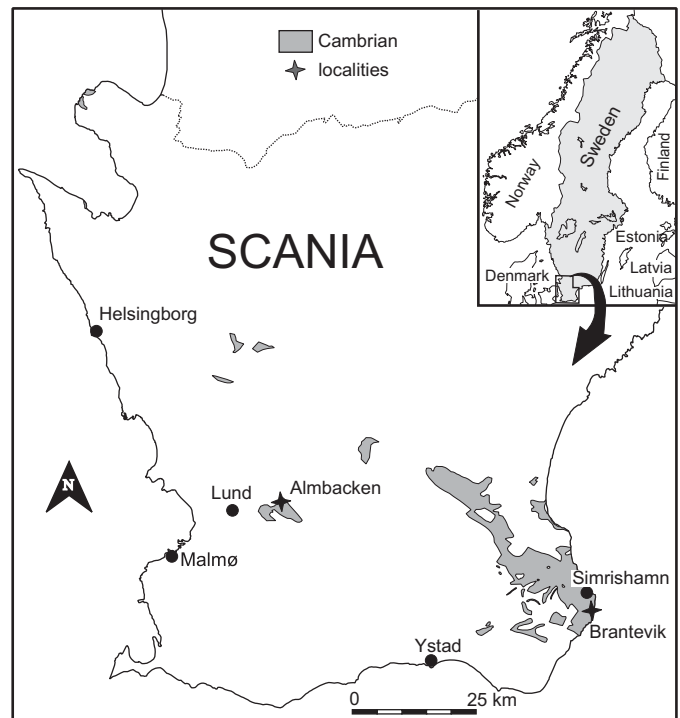 Cambrian
localities
Norway
Sweden
Finland
Estonia
Latvia
Lithuania
Denmark
SCANIA
Helsingborg
N
Lund
Almbacken
Malmø
Simrishamn
Brantevik
Ystad
0 25 km